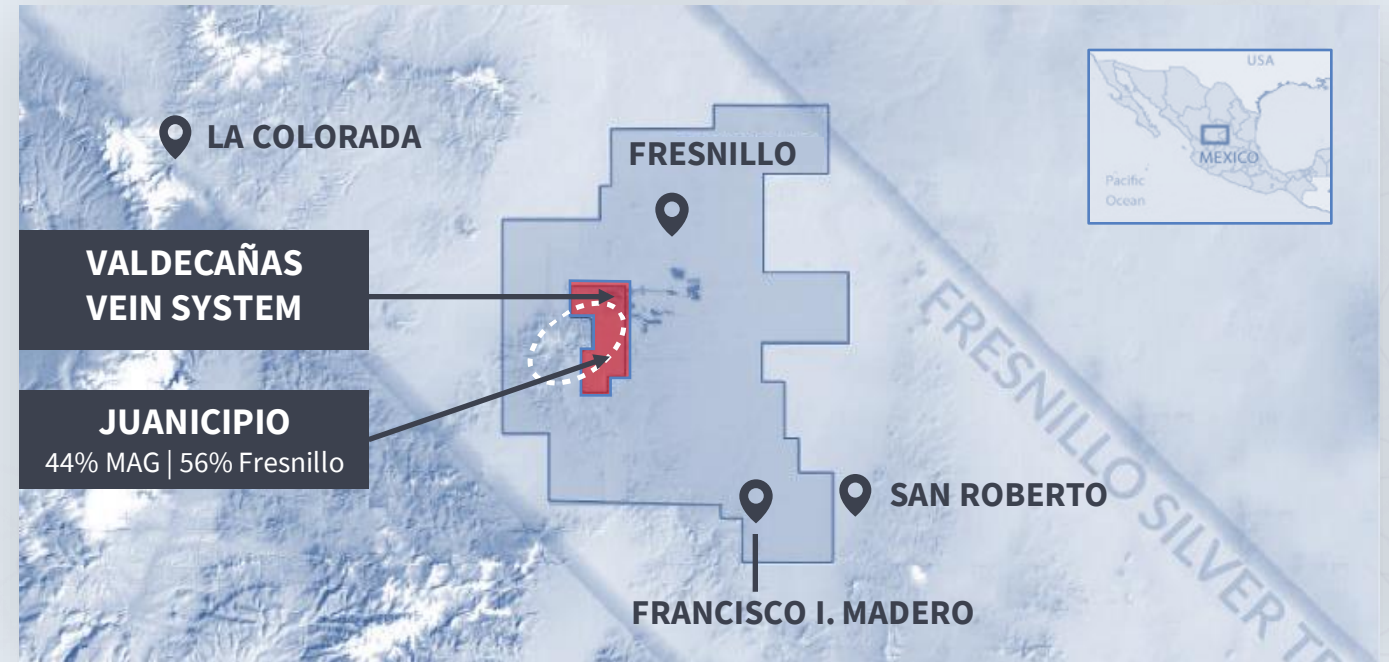 USA
MEXICO
Pacific
Ocean
LA COLORADA
FRESNILLO
VALDECAÑAS
VEIN SYSTEM
JUANICIPIO
44% MAG | 56% Fresnillo
SAN ROBERTO
FRANCISCO I. MADERO
FRESNILLO SILVER